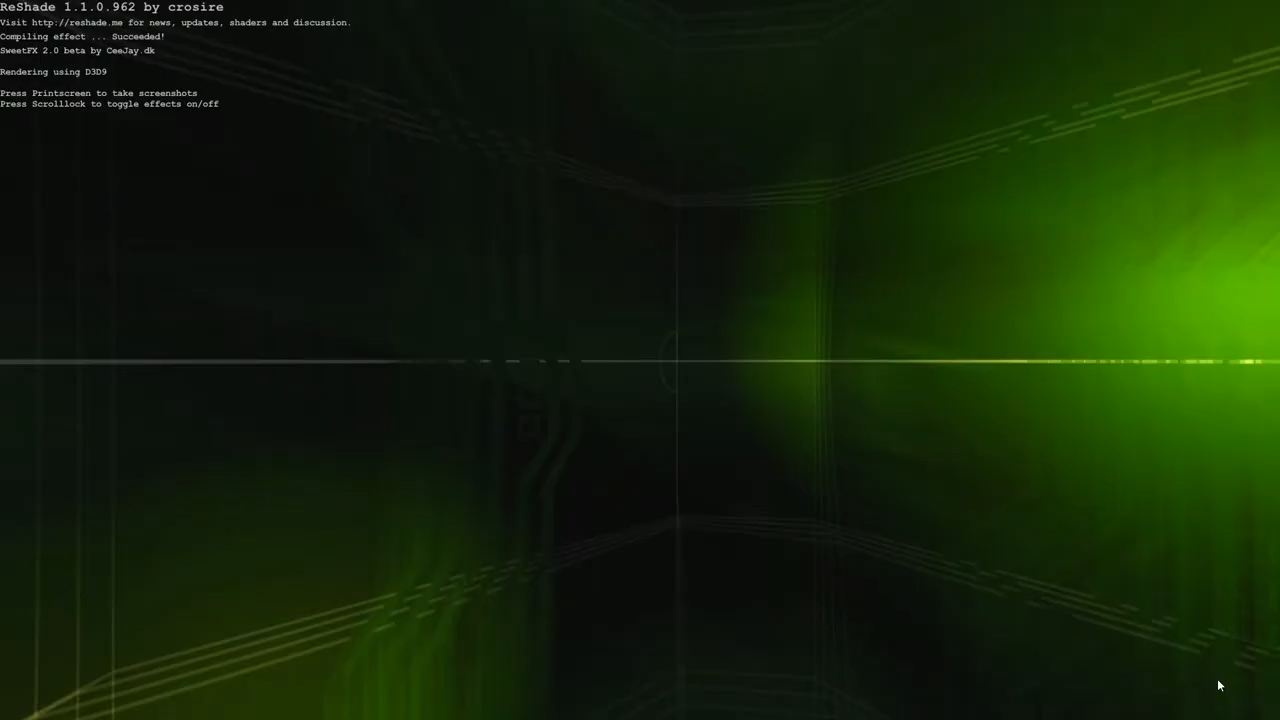 ReShade 1.1.0.962 by crosire
Visit http://reshade.me for news, updates, shaders and discussion.
Compiling effect ... Succeeded!
SweetFX 2.0 beta by CeeJay.dk
Rendering using D3D9
Press Printscreen to take screenshots
Press Scrolllock to toggle effects on/off